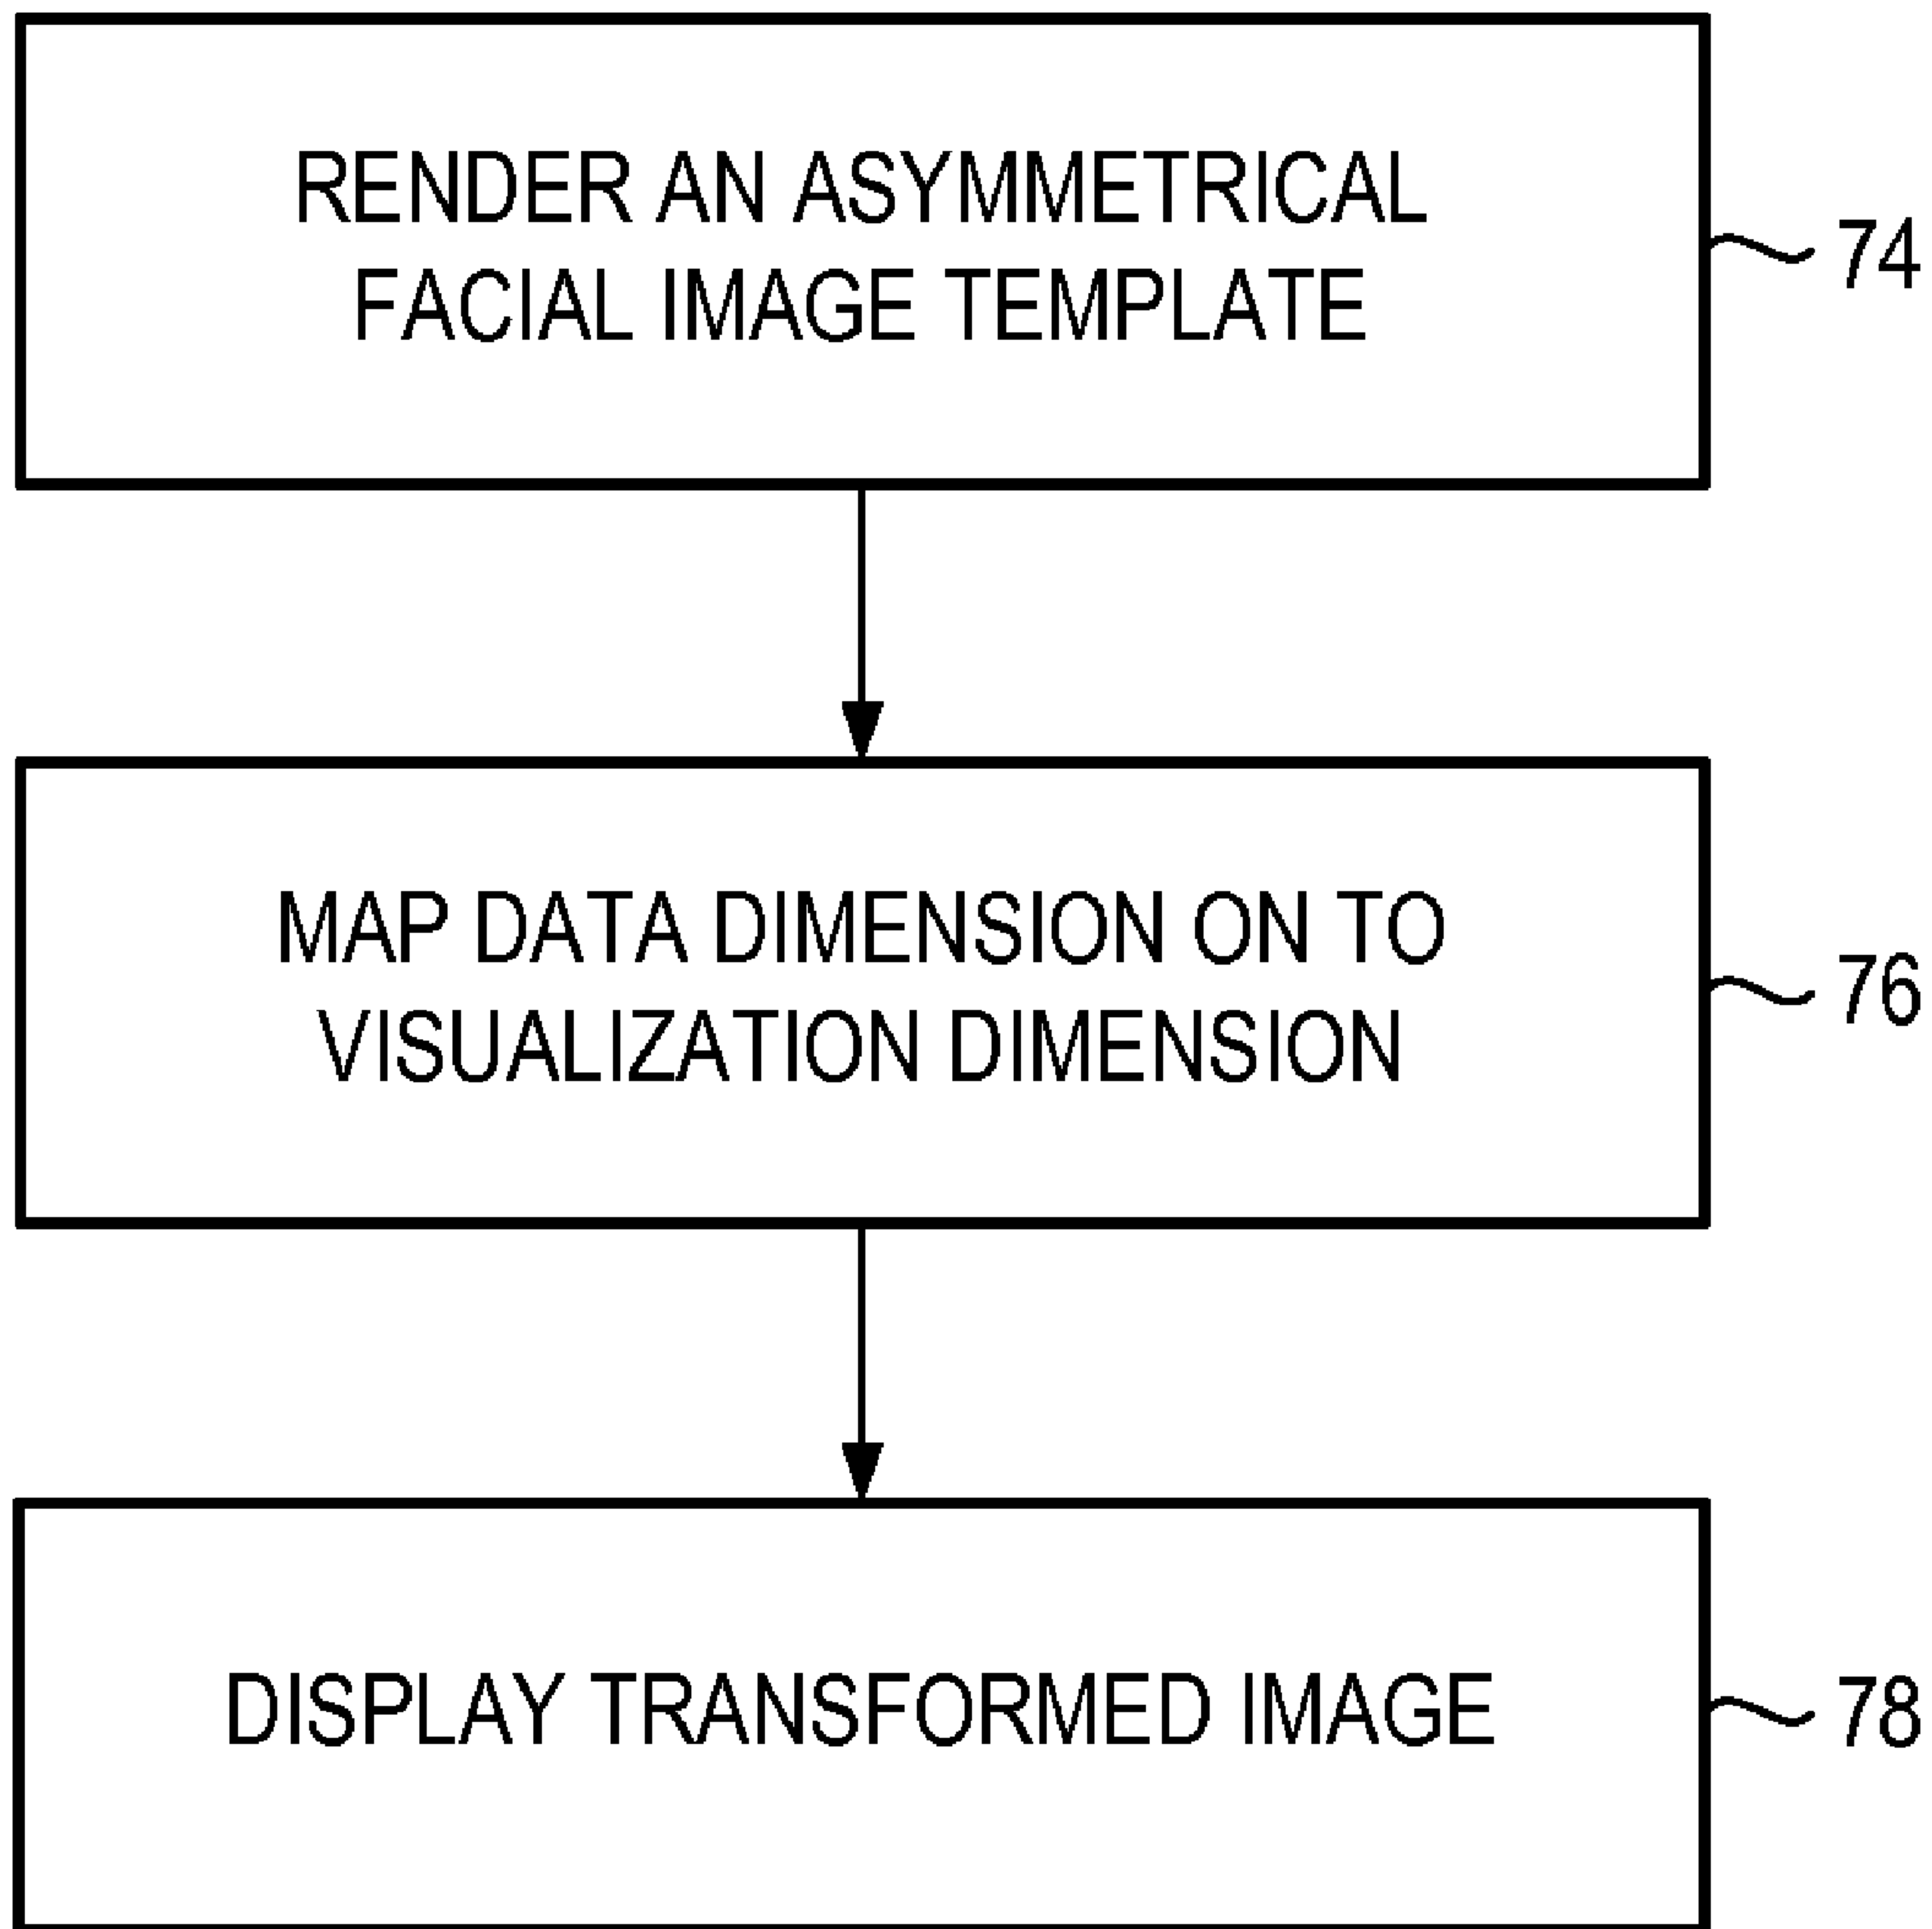 RENDER AN ASYMMETRICAL
FACIAL IMAGE TEMPLATE
74
MAP DATA DIMENSION ON TO
VISUALIZATION DIMENSION
76
DISPLAY TRANSFORMED IMAGE
78